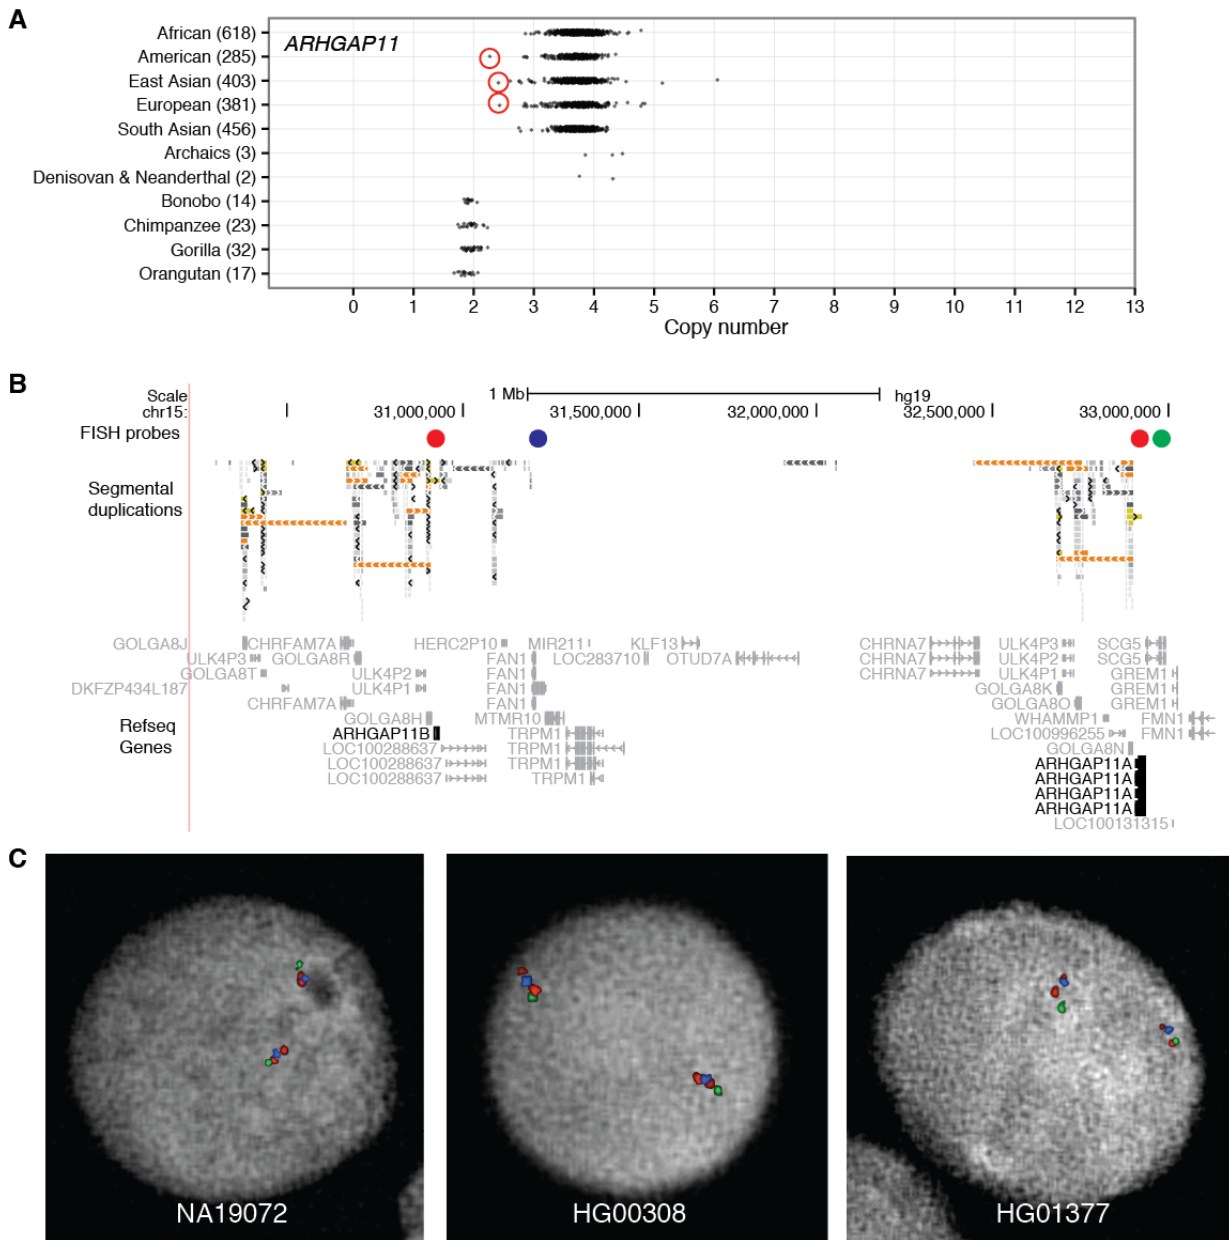 A
ARHGAP11
African (618)
American (285)
East Asian (403)
European (381)
South Asian (456)
Archaics (3)
Denisovan & Neanderthal (2)
Bonobo (14)
Chimpanzee (23)
Gorilla (32)
Orangutan (17)
0 1 2 3 4 5 6 7 8 9 10 11 12 13
Copy number
B
Scale 1 Mb hg19
chr15: 31,000,000 31,500,000 32,000,000 32,500,000 33,000,000
FISH probes
Segmental
duplications
Refseq
Genes
GOLGA8J CHRFAM7A HERC2P10 MIR211 KLF13 CHRNA7 ULK4P3 SCG5
ULK4P3 GOLGA8R FAN1 LOC283710 OTUD7A CHRNA7 ULK4P2 SCG5
GOLGA8T ULK4P2 FAN1 CHRNA7 ULK4P1 GREM1
DKFZP434L187 ULK4P1 FAN1 GOLGA8K GREM1
CHRFAM7A FAN1 GOLGA8O GREM1
GOLGA8H MTMR10 WHAMMP1 FMN1
ARHGAP11B TRPM1 LOC100996255 FMN1
LOC100288637 TRPM1 GOLGA8N
LOC100288637 TRPM1 ARHGAP11A
LOC100288637 TRPM1 ARHGAP11A
ARHGAP11A
ARHGAP11A
LOC100131315
C
NA19072 HG00308 HG01377